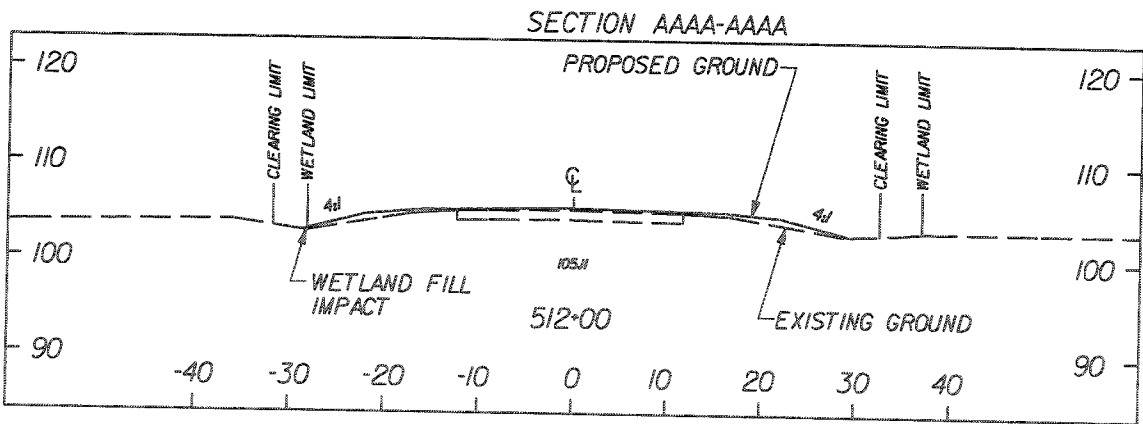 SECTION AAAA-AAAA
120
110
100
90
CLEARING LIMIT
WETLAND LIMIT
4:1
WETLAND FILL
IMPACT
℄
105.11
512+00
PROPOSED GROUND
EXISTING GROUND
4:1
CLEARING LIMIT
WETLAND LIMIT
120
110
100
90
-40 -30 -20 -10 0 10 20 30 40